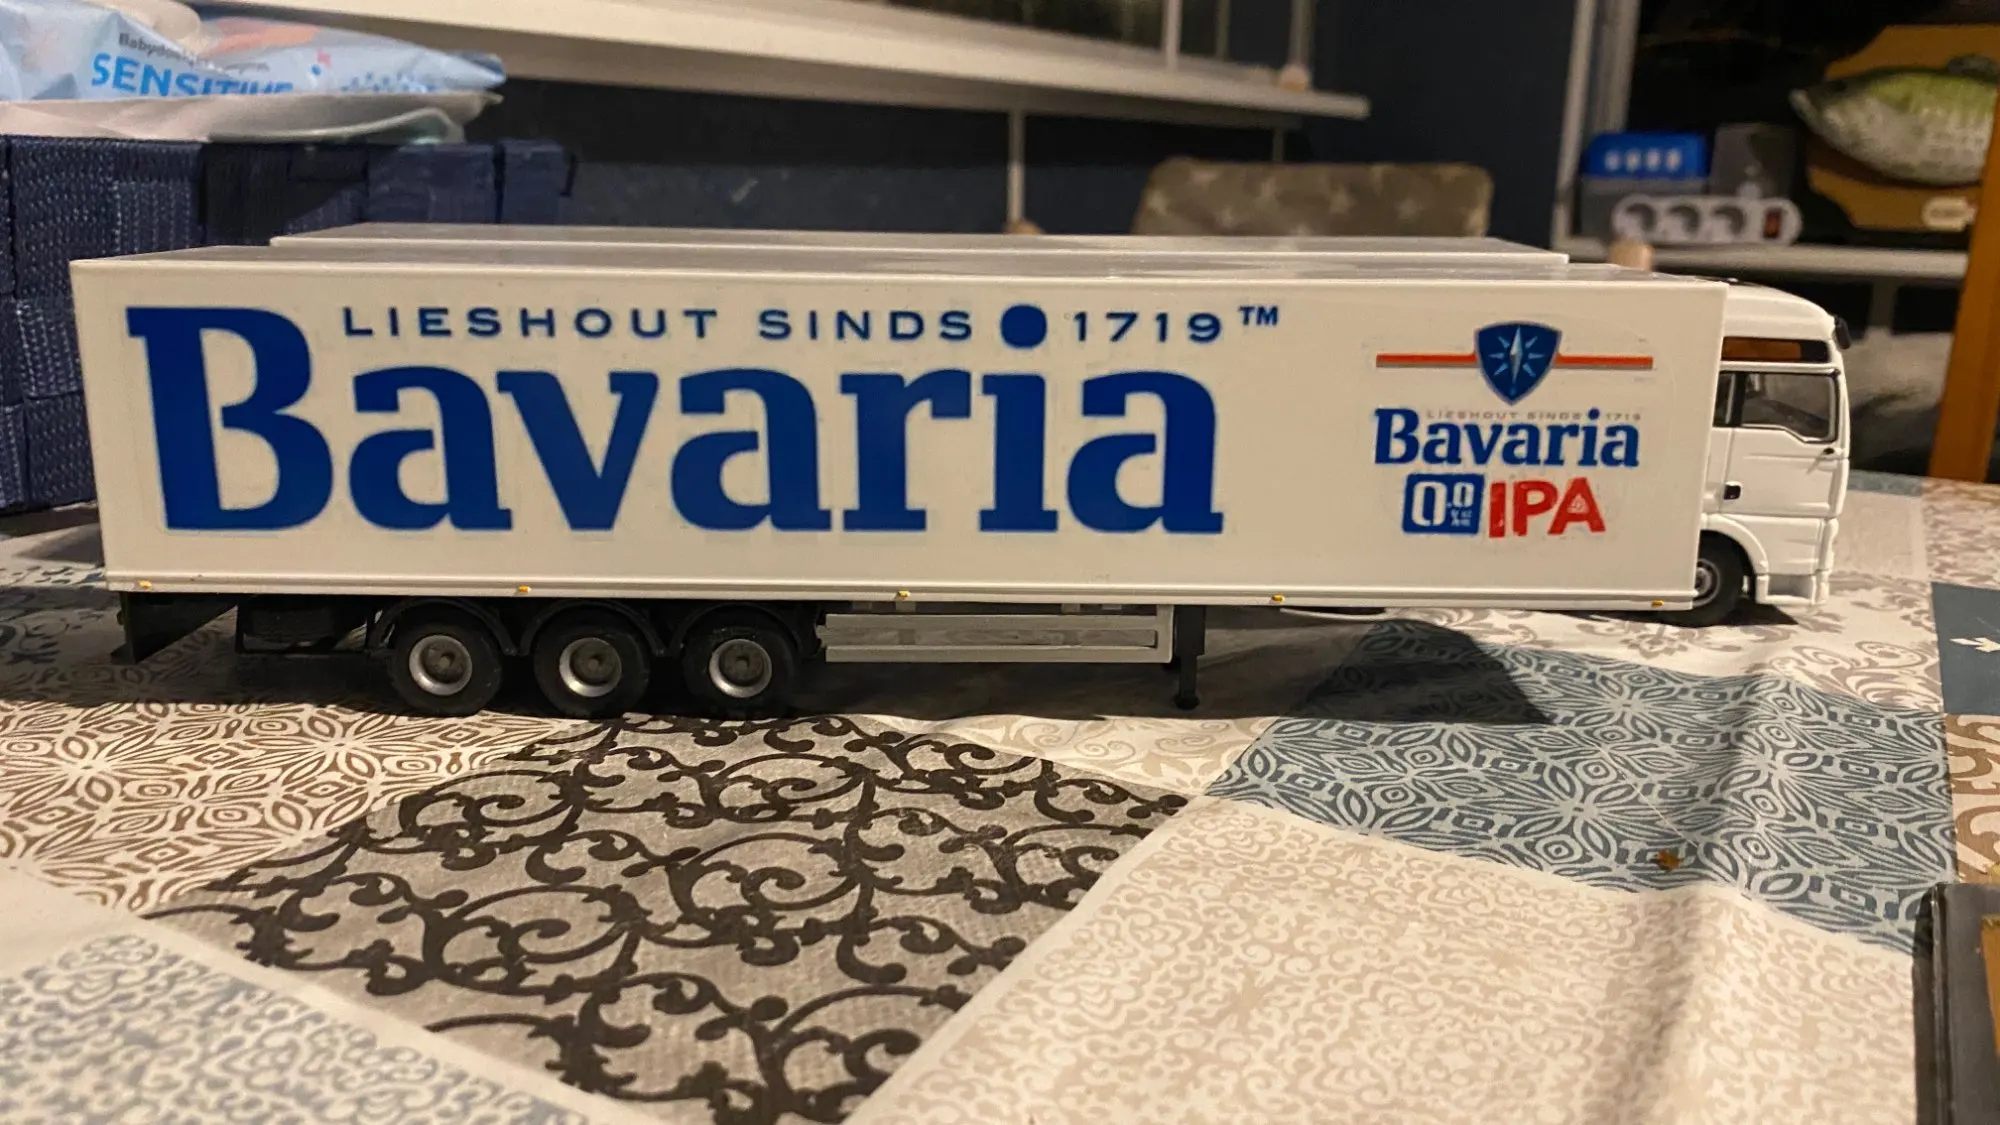 SENSITIVE
LIESHOUT SINDS 1719™
Bavaria
LIESHOUT SINDS 1719
Bavaria
0.0% IPA